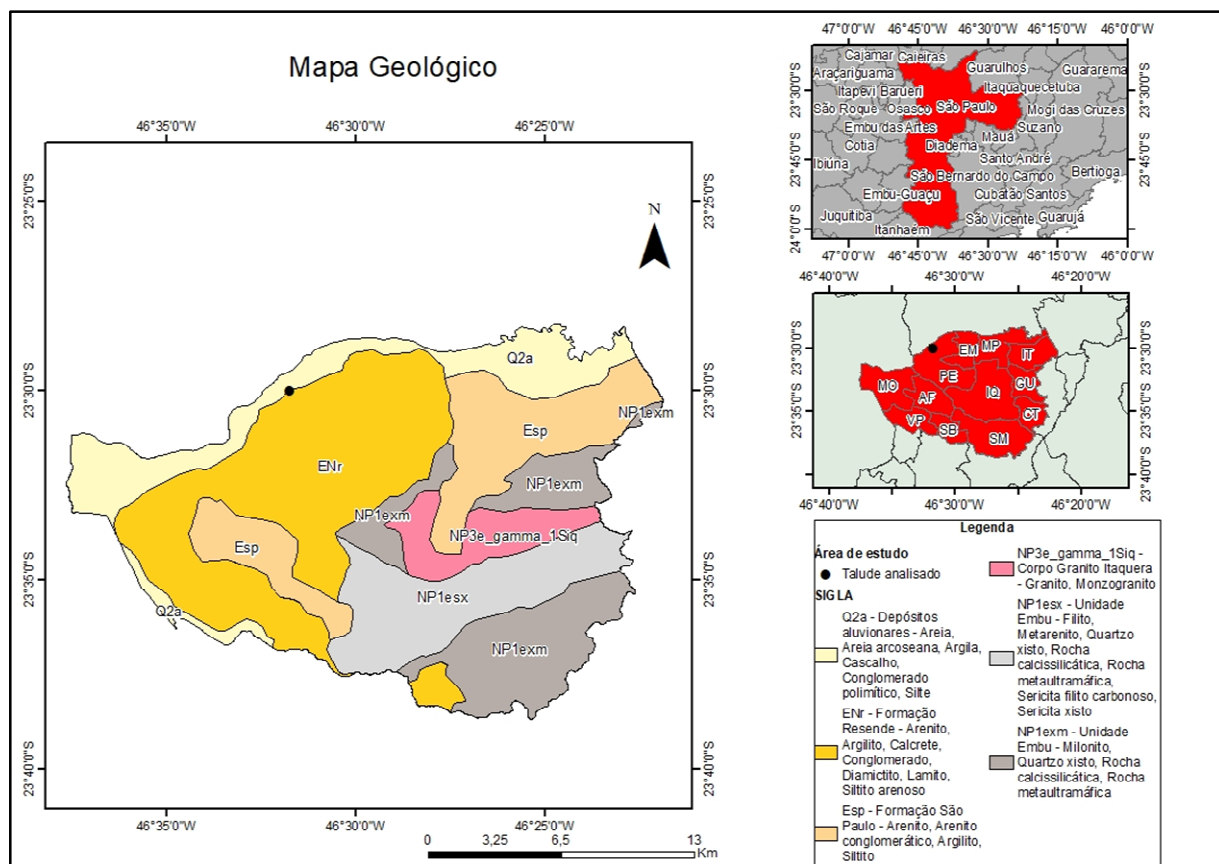 Mapa Geológico
46°35'0"W 46°30'0"W 46°25'0"W
23°25'0"S
23°30'0"S
23°35'0"S
23°40'0"S
N
Q2a
NP1exm
Esp
ENr
NP1exm
NP1exm
NP3e_gamma_1Siq
Esp
NP1esx
Q2a
NP1exm
23°25'0"S
23°30'0"S
23°35'0"S
23°40'0"S
46°35'0"W 46°30'0"W 46°25'0"W
0 3,25 6,5 13
Km
47°0'0"W 46°45'0"W 46°30'0"W 46°15'0"W 46°0'0"W
23°30'0"S
23°45'0"S
24°0'0"S
Cajamar Caieiras
Araçariguama Guarulhos Guararema
Itapevi Barueri Itaquaquecetuba
São Roque Osasco São Paulo Mogi das Cruzes
Embu das Artes Suzano
Cotia Diadema Mauá
Ibiúna Santo André
São Bernardo do Campo Bertioga
Embu-Guaçu Cubatão Santos
Juquitiba São Vicente Guarujá
Itanhaém
23°30'0"S
23°45'0"S
24°0'0"S
47°0'0"W 46°45'0"W 46°30'0"W 46°15'0"W 46°0'0"W
46°40'0"W 46°30'0"W 46°20'0"W
23°30'0"S
23°35'0"S
23°40'0"S
EM MP IT
PE
MO IQ GU
AF
VP CT
SB SM
23°30'0"S
23°35'0"S
23°40'0"S
46°40'0"W 46°30'0"W 46°20'0"W
Legenda
Área de estudo
Talude analisado
SIGLA
Q2a - Depósitos
aluvionares - Areia,
Areia arcoseana, Argila,
Cascalho,
Conglomerado
polimítico, Silte
ENr - Formação
Resende - Arenito,
Argilito, Calcrete,
Conglomerado,
Diamictito, Lamito,
Siltito arenoso
Esp - Formação São
Paulo - Arenito, Arenito
conglomerático, Argilito,
Siltito
NP3e_gamma_1Siq -
Corpo Granito Itaquera
- Granito, Monzogranito
NP1esx - Unidade
Embu - Filito,
Metarenito, Quartzo
xisto, Rocha
calcissilicática, Rocha
metaultramáfica,
Sericita filito carbonoso,
Sericita xisto
NP1exm - Unidade
Embu - Milonito,
Quartzo xisto, Rocha
calcissilicática, Rocha
metaultramáfica